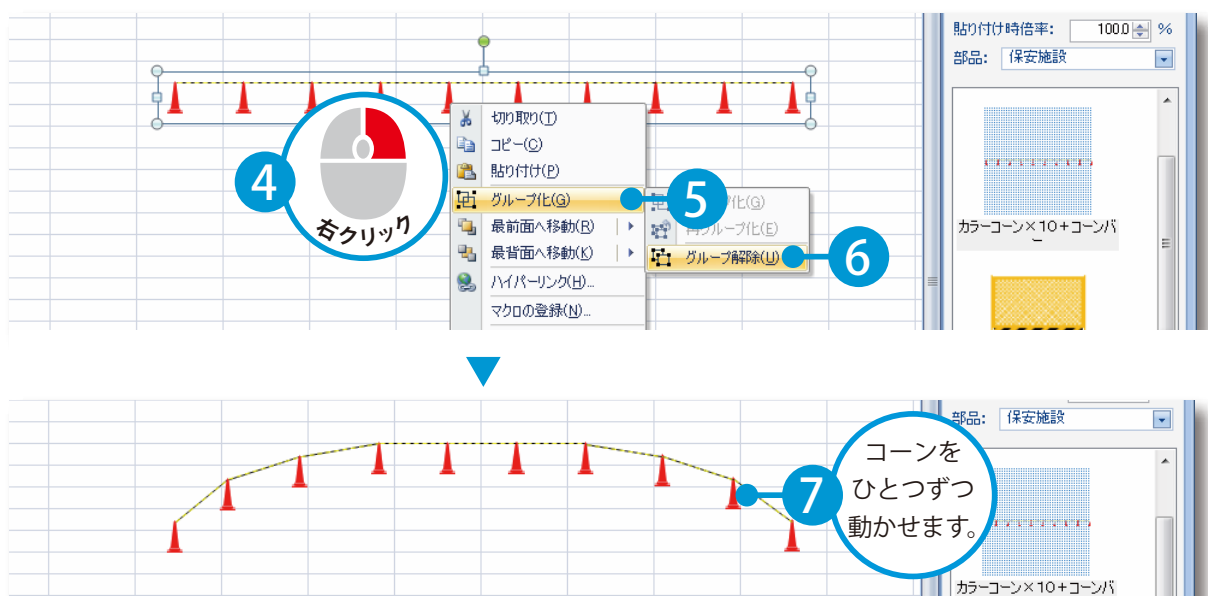 貼り付け時倍率: 100.0 %
部品: 保安施設
切り取り(T)
コピー(C)
貼り付け(P)
グループ化(G)
最前面へ移動(R)
最背面へ移動(K)
ハイパーリンク(H)...
マクロの登録(N)...
グループ解除(U)
4
右クリック
5
6
カラーコーン×10+コーンバ
ー
部品: 保安施設
7
コーンを
ひとつずつ
動かせます。
カラーコーン×10+コーンバ